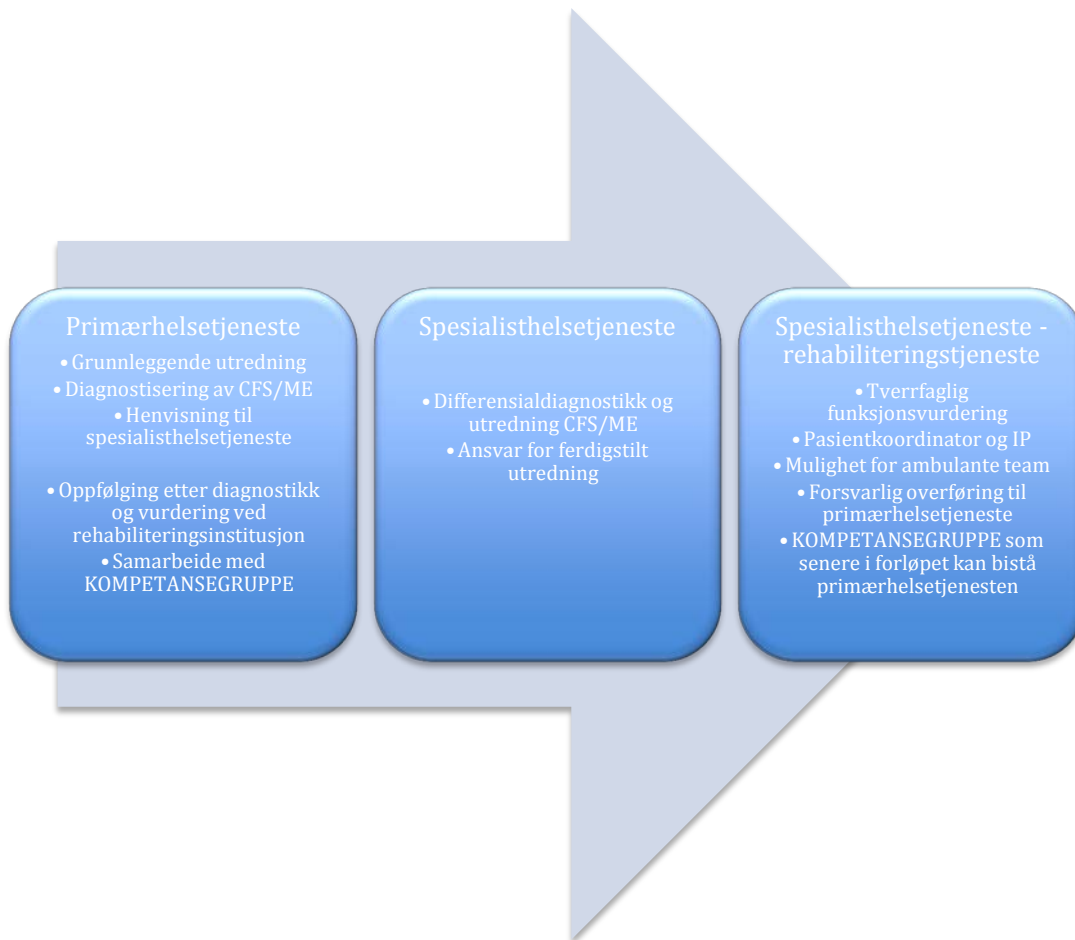 Primærhelsetjeneste
• Grunnleggende utredning
• Diagnostisering av CFS/ME
• Henvisning til
spesialisthelsetjeneste
• Oppfølging etter diagnostikk
og vurdering ved
rehabiliteringsinstitusjon
• Samarbeide med
KOMPETANSEGRUPPE
Spesialisthelsetjeneste
• Differensialdiagnostikk og
utredning CFS/ME
• Ansvar for ferdigstilt
utredning
Spesialisthelsetjeneste -
rehabiliteringstjeneste
• Tverrfaglig
funksjonsvurdering
• Pasientkoordinator og IP
• Mulighet for ambulante team
• Forsvarlig overføring til
primærhelsetjeneste
• KOMPETANSEGRUPPE som
senere i forløpet kan bistå
primærhelsetjenesten